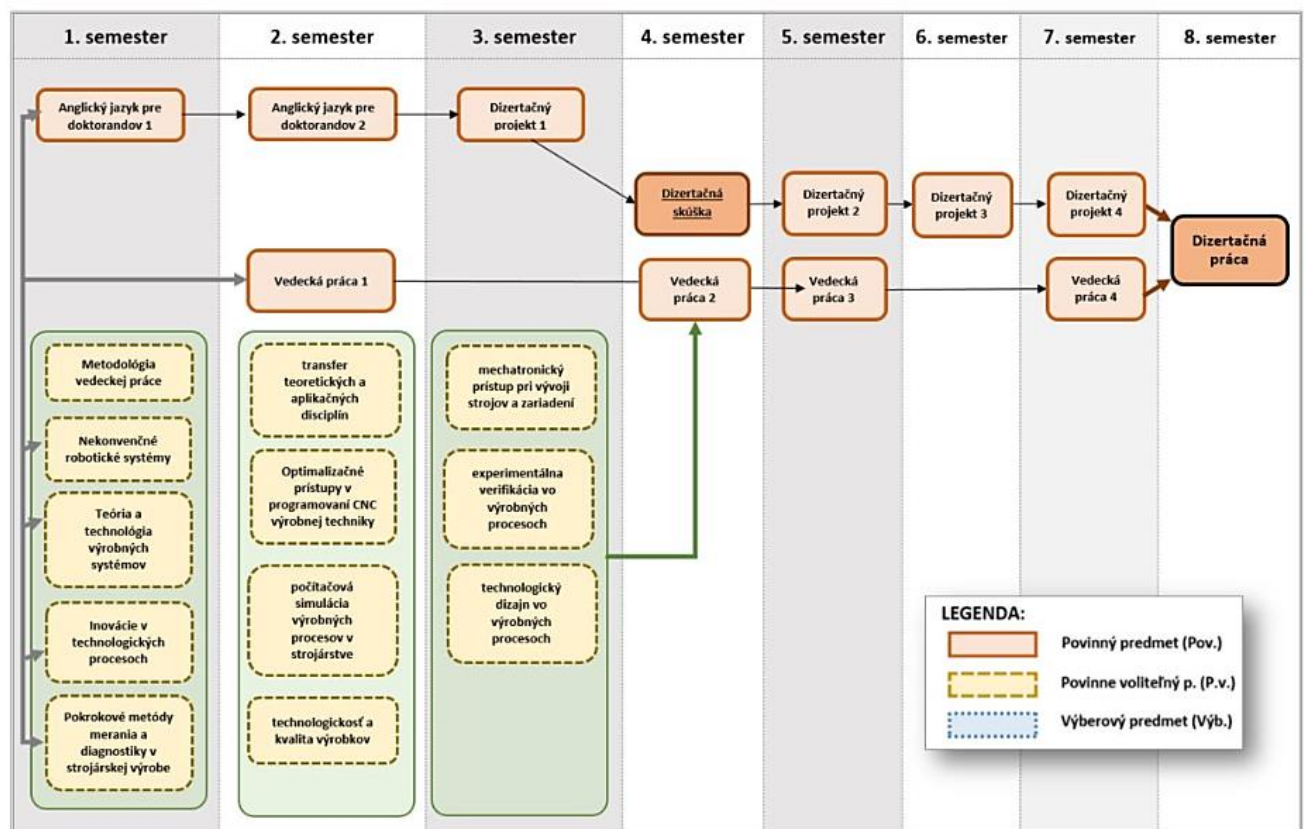 1. semester
2. semester
3. semester
4. semester
5. semester
6. semester
7. semester
8. semester
Anglický jazyk pre
doktorandov 1
Anglický jazyk pre
doktorandov 2
Dizertačný
projekt 1
Dizertačná
skúška
Dizertačný
projekt 2
Dizertačný
projekt 3
Dizertačný
projekt 4
Dizertačná
práca
Vedecká práca 1
Vedecká
práca 2
Vedecká
práca 3
Vedecká
práca 4
Metodológia
vedeckej práce
Nekonvenčné
robotické systémy
Teória a
technológia
výrobných
systémov
Inovácie v
technologických
procesoch
Pokrokové metódy
merania a
diagnostiky v
strojárskej výrobe
transfer
teoretických a
aplikačných
disciplín
Optimalizačné
prístupy v
programovaní CNC
výrobnej techniky
počítačová
simulácia
výrobných
procesov v
strojárstve
technologickosť a
kvalita výrobkov
mechatronický
prístup pri vývoji
strojov a zariadení
experimentálna
verifikácia vo
výrobných
procesoch
technologický
dizajn vo
výrobných
procesoch
LEGENDA:
Povinný predmet (Pov.)
Povinne voliteľný p. (P.v.)
Výberový predmet (Výb.)